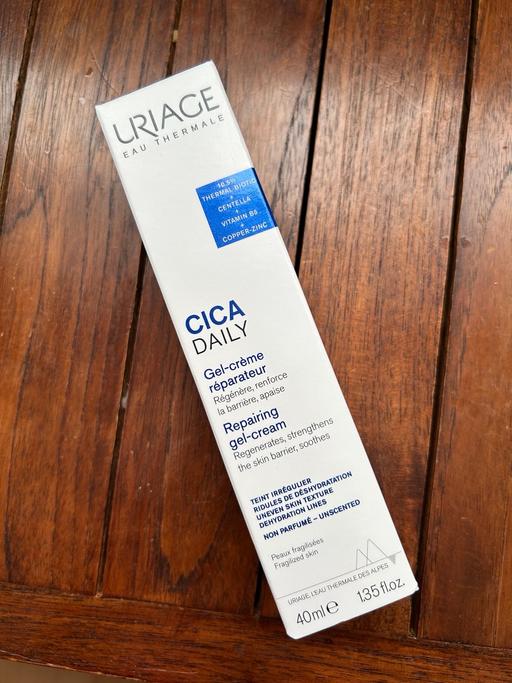 URIAGE
EAU THERMALE
10.5%
THERMAL BIOTIC
+
CENTELLA
+
VITAMIN B5
+
COPPER-ZINC
CICA
DAILY
Gel-crème
réparateur
Régénère, renforce
la barrière, apaise
Repairing
gel-cream
Regenerates, strengthens
the skin barrier, soothes
TEINT IRRÉGULIER
RIDULES DE DÉSHYDRATATION
UNEVEN SKIN TEXTURE
DEHYDRATION LINES
NON PARFUMÉ – UNSCENTED
Peaux fragilisées
Fragilized skin
URIAGE, L'EAU THERMALE DES ALPES
40ml e 1.35 fl.oz.